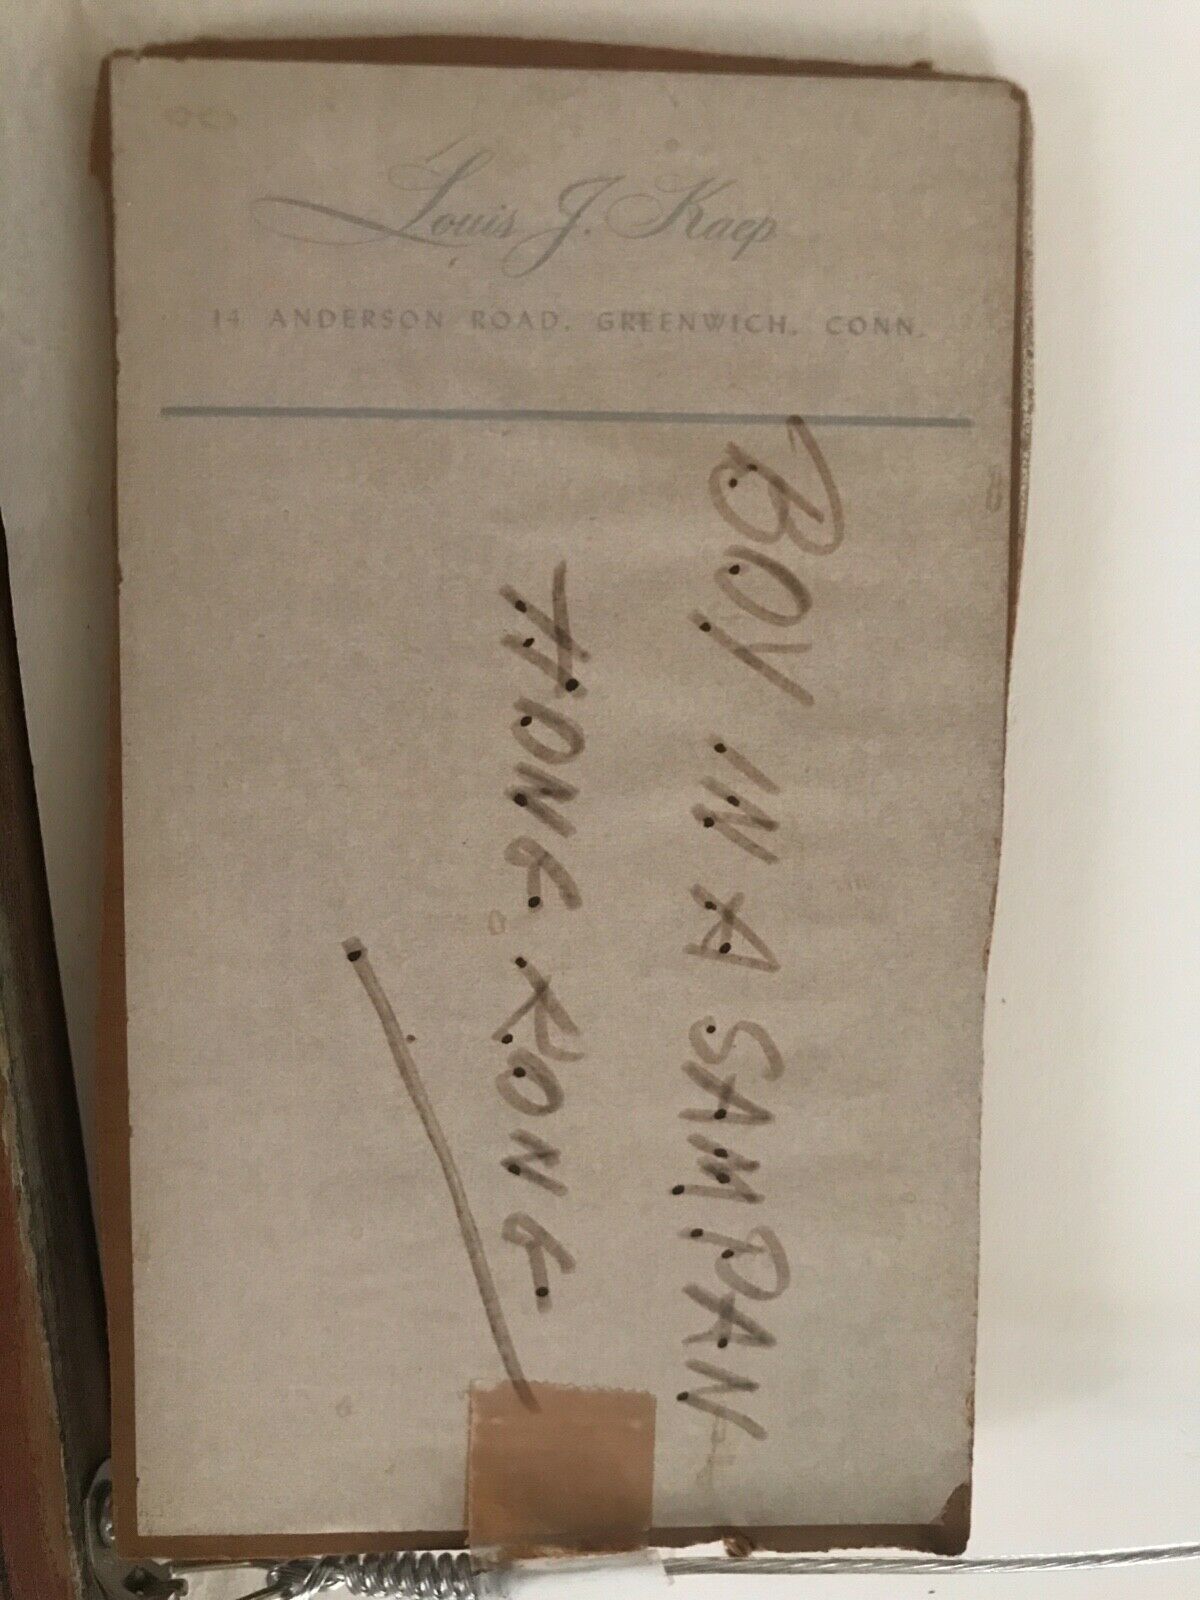 Louis J. Kaep
14 ANDERSON ROAD, GREENWICH, CONN.
BOY IN A SAMPAN
HONG KONG